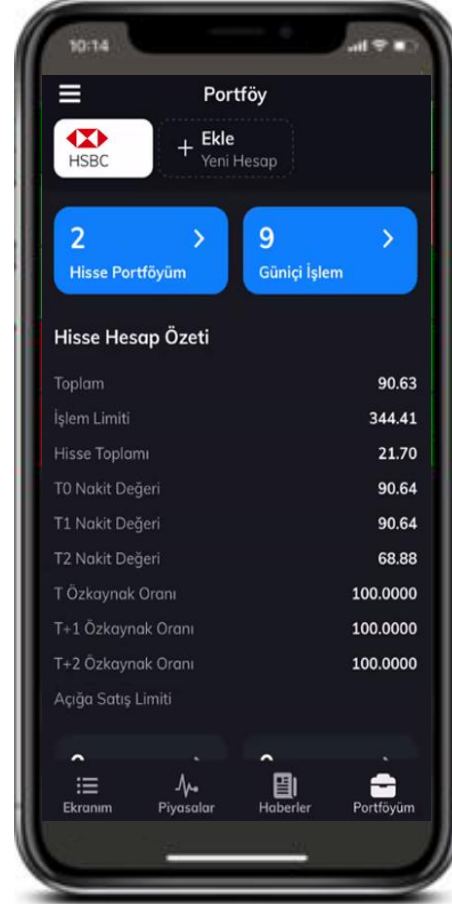 10:14
Portföy
HSBC
+ Ekle
Yeni Hesap
2 >
Hisse Portföyüm
9 >
Güniçi İşlem
Hisse Hesap Özeti
Toplam 90.63
İşlem Limiti 344.41
Hisse Toplamı 21.70
T0 Nakit Değeri 90.64
T1 Nakit Değeri 90.64
T2 Nakit Değeri 68.88
T Özkaynak Oranı 100.0000
T+1 Özkaynak Oranı 100.0000
T+2 Özkaynak Oranı 100.0000
Açığa Satış Limiti
Ekranım Piyasalar Haberler Portföyüm